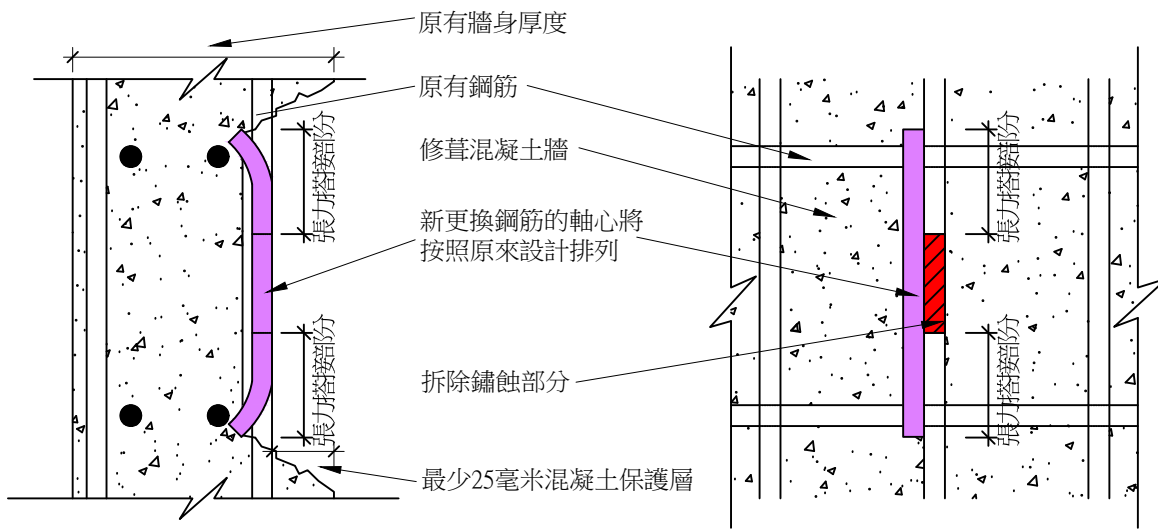 原有牆身厚度
原有鋼筋
修葺混凝土牆
新更換鋼筋的軸心將
按照原來設計排列
拆除鏽蝕部分
最少25毫米混凝土保護層
張力搭接部分
張力搭接部分
張力搭接部分
張力搭接部分